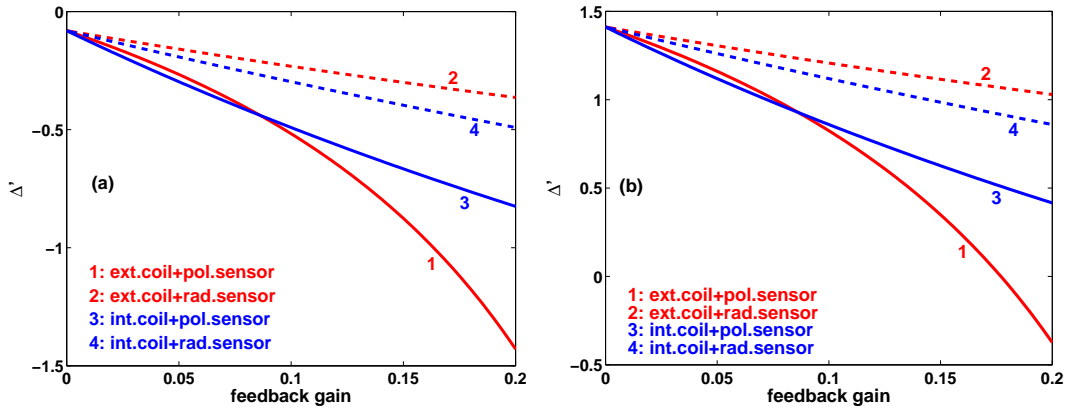 0
−0.5
−1
−1.5
Δ'
(a)
2
4
3
1
1: ext.coil+pol.sensor
2: ext.coil+rad.sensor
3: int.coil+pol.sensor
4: int.coil+rad.sensor
0 0.05 0.1 0.15 0.2
feedback gain
1.5
1
0.5
0
−0.5
Δ'
(b)
2
4
3
1
1: ext.coil+pol.sensor
2: ext.coil+rad.sensor
3: int.coil+pol.sensor
4: int.coil+rad.sensor
0 0.05 0.1 0.15 0.2
feedback gain